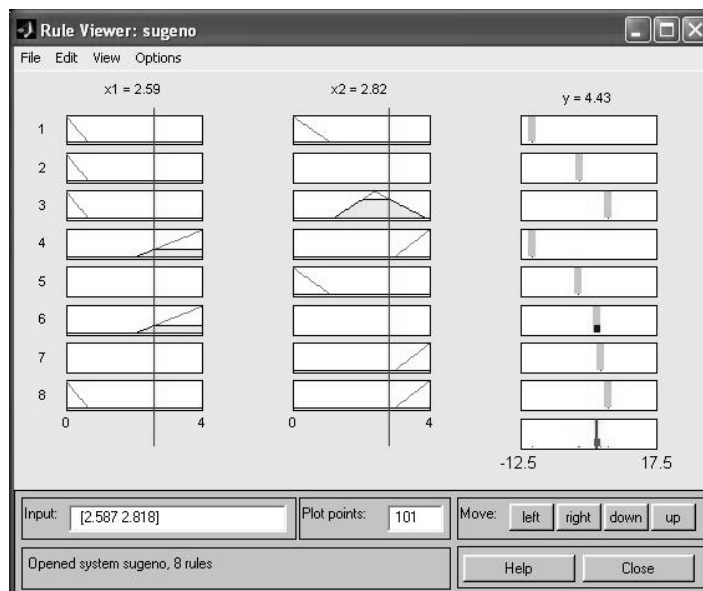 Rule Viewer: sugeno
File Edit View Options
x1 = 2.59 x2 = 2.82 y = 4.43
1
2
3
4
5
6
7
8
0 4 0 4
-12.5 17.5
Input: [2.587 2.818] Plot points: 101 Move: left right down up
Opened system sugeno, 8 rules Help Close